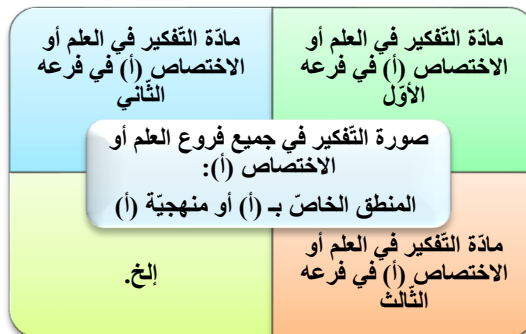 مادّة التّفكير في العلم أو
الاختصاص (أ) في فرعه
الأوّل
مادّة التّفكير في العلم أو
الاختصاص (أ) في فرعه
الثّاني
صورة التّفكير في جميع فروع العلم أو
الاختصاص (أ):
المنطق الخاصّ بـ (أ) أو منهجيّة (أ)
مادّة التّفكير في العلم أو
الاختصاص (أ) في فرعه
الثّالث
إلخ.